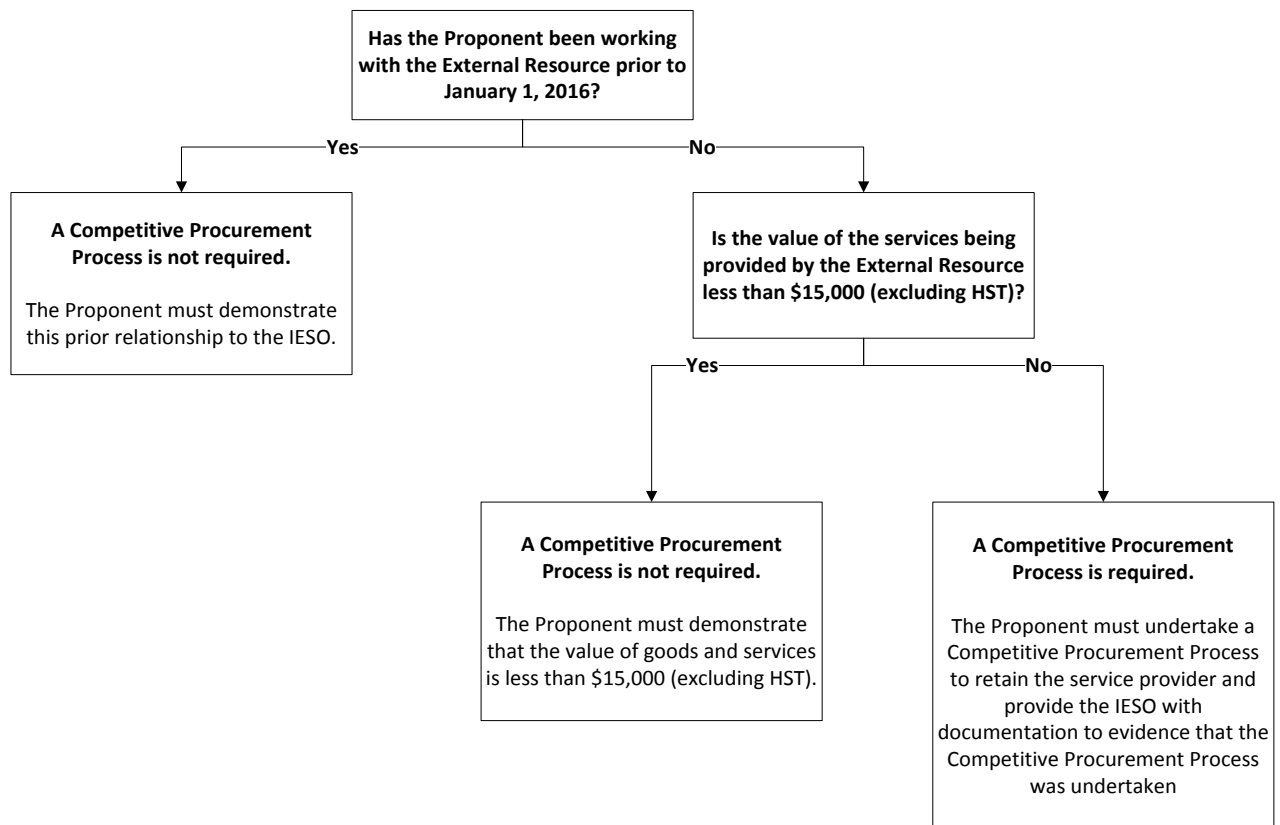 Has the Proponent been working
with the External Resource prior to
January 1, 2016?
Yes
No
A Competitive Procurement
Process is not required.
The Proponent must demonstrate
this prior relationship to the IESO.
Is the value of the services being
provided by the External Resource
less than $15,000 (excluding HST)?
Yes
No
A Competitive Procurement
Process is not required.
The Proponent must demonstrate
that the value of goods and services
is less than $15,000 (excluding HST).
A Competitive Procurement
Process is required.
The Proponent must undertake a
Competitive Procurement Process
to retain the service provider and
provide the IESO with
documentation to evidence that the
Competitive Procurement Process
was undertaken